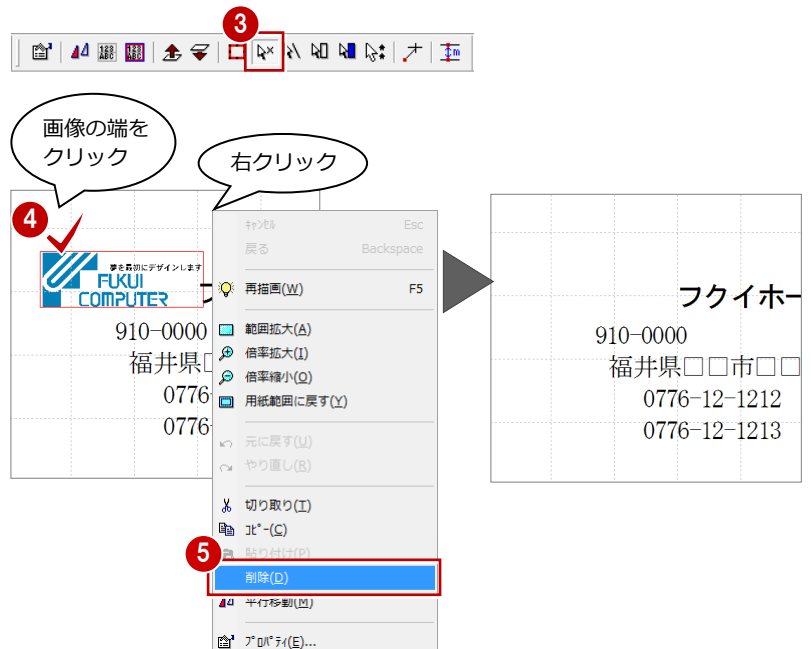 3
123
ABC
123
ABC
m
画像の端を
クリック
右クリック
4
夢を最初にデザインします
FUKUI
COMPUTER
910-0000
福井県
0776-
0776-
ｷｬﾝｾﾙ Esc
戻る Backspace
再描画(W) F5
範囲拡大(A)
倍率拡大(I)
倍率縮小(O)
用紙範囲に戻す(Y)
元に戻す(U)
やり直し(R)
切り取り(T)
ｺﾋﾟｰ(C)
貼り付け(P)
5
削除(D)
平行移動(M)
ﾌﾟﾛﾊﾟﾃｨ(E)...
フクイホー
910-0000
福井県□□市□□
0776-12-1212
0776-12-1213